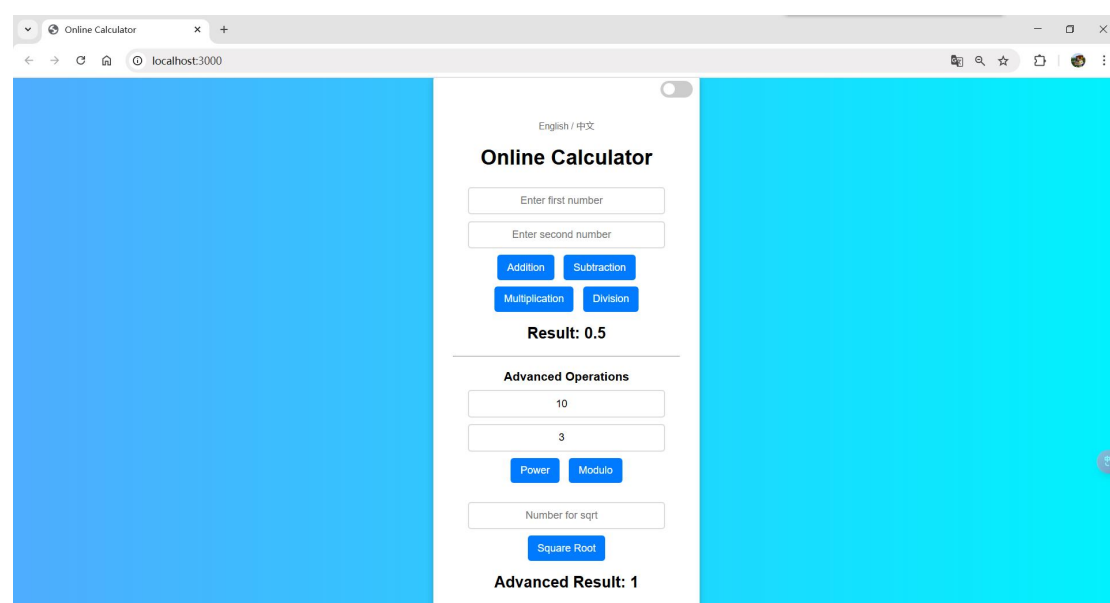 Online Calculator
localhost:3000
English / 中文
Online Calculator
Enter first number
Enter second number
Addition Subtraction
Multiplication Division
Result: 0.5
Advanced Operations
10
3
Power Modulo
Number for sqrt
Square Root
Advanced Result: 1